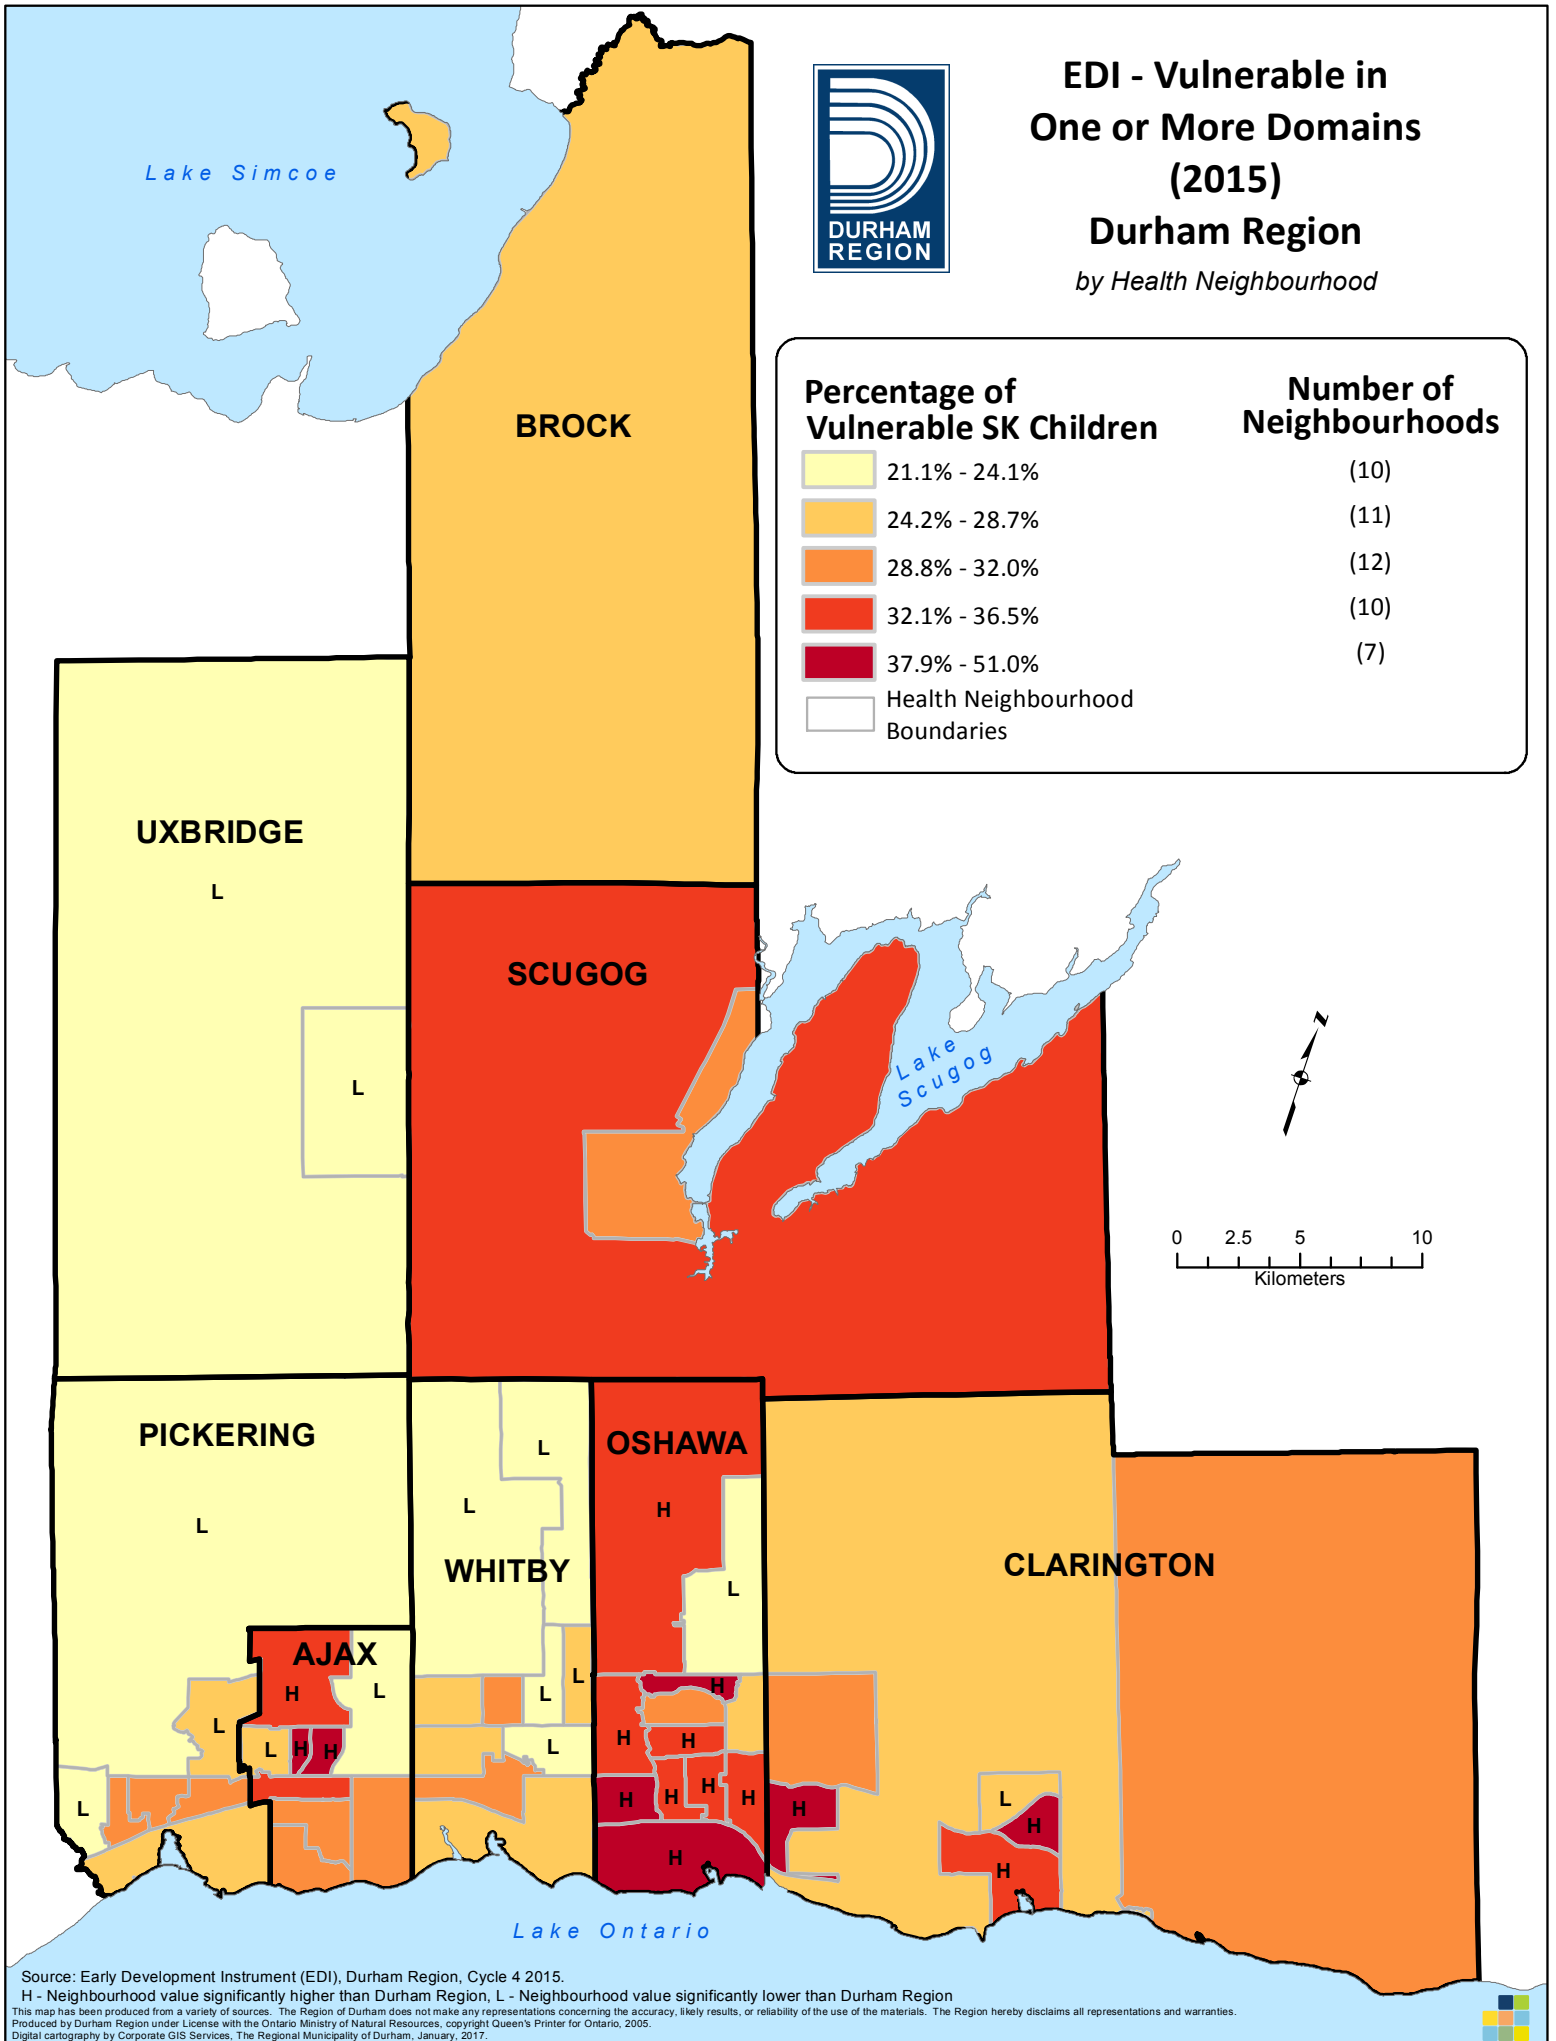 EDI - Vulnerable in
One or More Domains
(2015)
Durham Region
by Health Neighbourhood
DURHAM
REGION
Lake Simcoe
Percentage of
Vulnerable SK Children
Number of
Neighbourhoods
21.1% - 24.1% (10)
24.2% - 28.7% (11)
28.8% - 32.0% (12)
32.1% - 36.5% (10)
37.9% - 51.0% (7)
Health Neighbourhood
Boundaries
BROCK
UXBRIDGE
L
L
SCUGOG
Lake
Scugog
N
0 2.5 5 10
Kilometers
PICKERING
L
L
L
WHITBY
L
L
L
L
L
OSHAWA
H
L
H
H
H
H
H
H
H
H
AJAX
H
L
L
H
H
CLARINGTON
H
L
H
H
Lake Ontario
Source: Early Development Instrument (EDI), Durham Region, Cycle 4 2015.
H - Neighbourhood value significantly higher than Durham Region, L - Neighbourhood value significantly lower than Durham Region
This map has been produced from a variety of sources. The Region of Durham does not make any representations concerning the accuracy, likely results, or reliability of the use of the materials. The Region hereby disclaims all representations and warranties.
Produced by Durham Region under License with the Ontario Ministry of Natural Resources, copyright Queen's Printer for Ontario, 2005.
Digital cartography by Corporate GIS Services, The Regional Municipality of Durham, January, 2017.